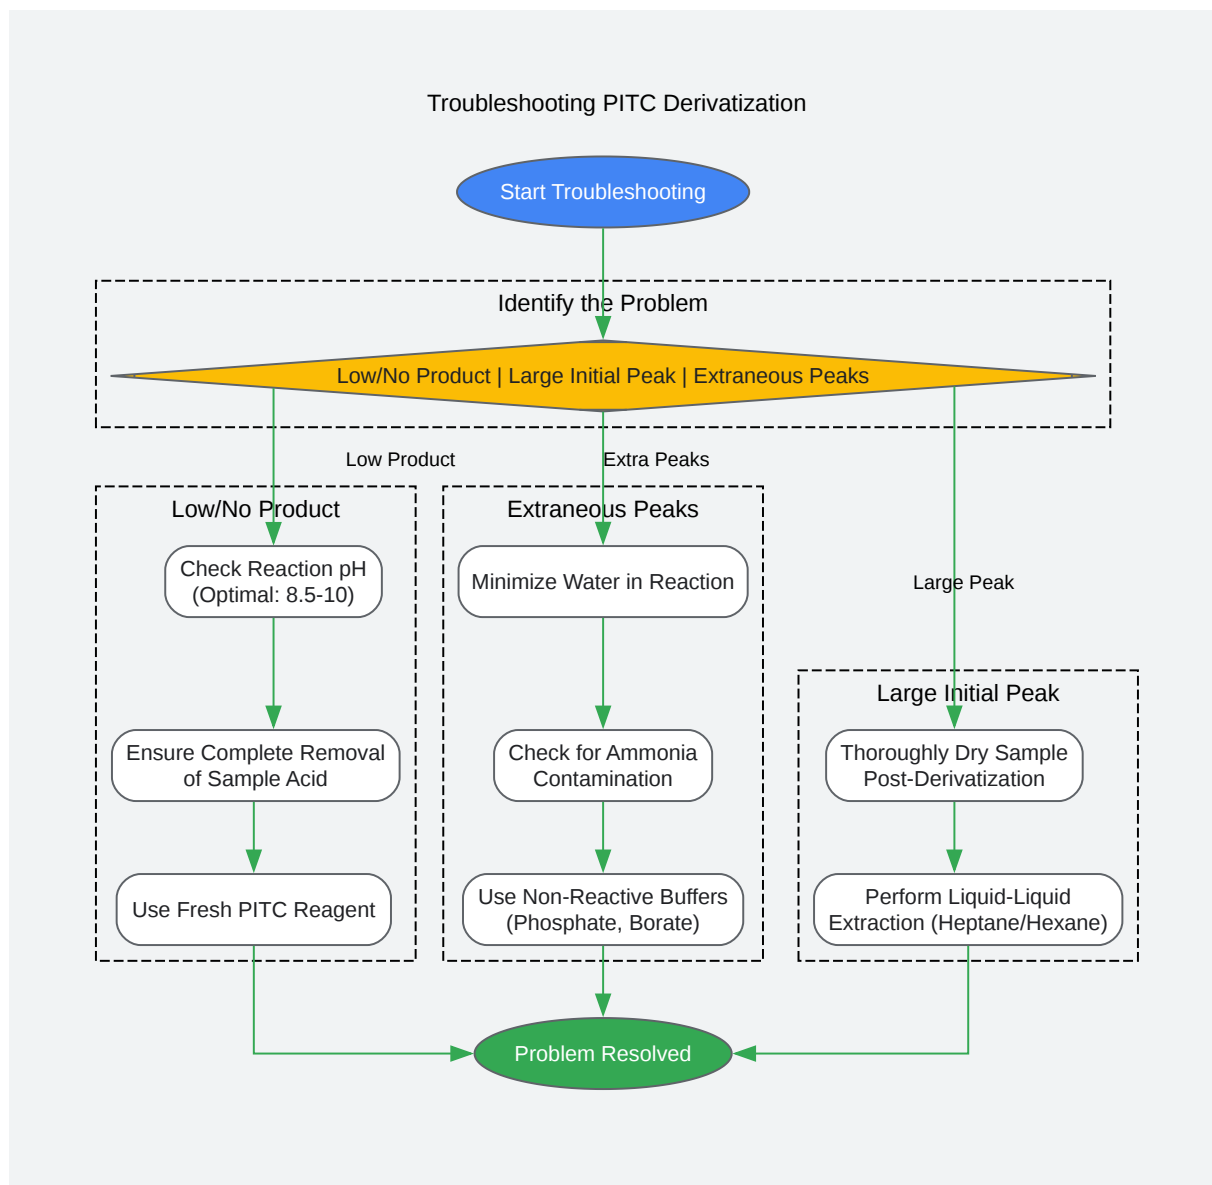 Troubleshooting PITC Derivatization
Start Troubleshooting
Identify the Problem
Low/No Product | Large Initial Peak | Extraneous Peaks
Low Product
Extra Peaks
Large Peak
Low/No Product
Check Reaction pH
(Optimal: 8.5-10)
Ensure Complete Removal
of Sample Acid
Use Fresh PITC Reagent
Extraneous Peaks
Minimize Water in Reaction
Check for Ammonia
Contamination
Use Non-Reactive Buffers
(Phosphate, Borate)
Large Initial Peak
Thoroughly Dry Sample
Post-Derivatization
Perform Liquid-Liquid
Extraction (Heptane/Hexane)
Problem Resolved